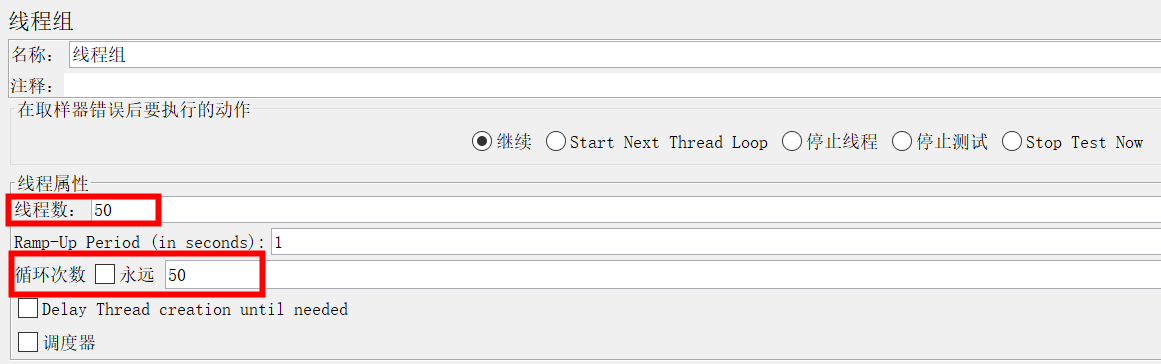 线程组
名称： 线程组
注释：
在取样器错误后要执行的动作
继续 Start Next Thread Loop 停止线程 停止测试 Stop Test Now
线程属性
线程数： 50
Ramp-Up Period (in seconds): 1
循环次数 永远 50
Delay Thread creation until needed
调度器